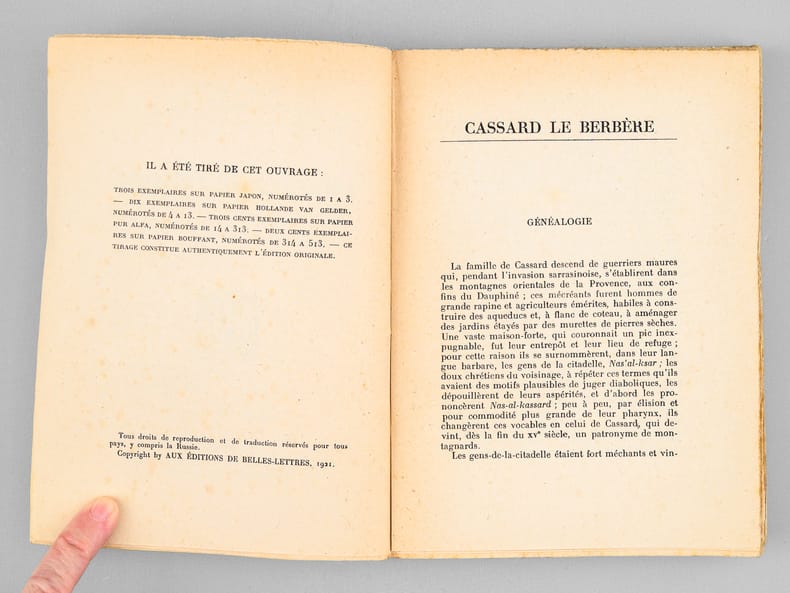 IL A ÉTÉ TIRÉ DE CET OUVRAGE :
TROIS EXEMPLAIRES SUR PAPIER JAPON, NUMÉROTÉS DE 1 A 3.
— DIX EXEMPLAIRES SUR PAPIER HOLLANDE VAN GELDER,
NUMÉROTÉS DE 4 A 13. — TROIS CENTS EXEMPLAIRES SUR PAPIER
PUR ALFA, NUMÉROTÉS DE 14 A 313. — DEUX CENTS EXEMPLAI-
RES SUR PAPIER BOUFFANT, NUMÉROTÉS DE 314 A 513. — CE
TIRAGE CONSTITUE AUTHENTIQUEMENT L'ÉDITION ORIGINALE.
Tous droits de reproduction et de traduction réservés pour tous
pays, y compris la Russie.
Copyright by AUX ÉDITIONS DE BELLES-LETTRES, 1921.
CASSARD LE BERBÈRE
GÉNÉALOGIE
La famille de Cassard descend de guerriers maures
qui, pendant l'invasion sarrasinoise, s'établirent dans
les montagnes orientales de la Provence, aux con-
fins du Dauphiné ; ces mécréants furent hommes de
grande rapine et agriculteurs émérites, habiles à cons-
truire des aqueducs et, à flanc de coteau, à aménager
des jardins étayés par des murettes de pierres sèches.
Une vaste maison-forte, qui couronnait un pic inex-
pugnable, fut leur entrepôt et leur lieu de refuge ;
pour cette raison ils se surnommèrent, dans leur lan-
gue barbare, les gens de la citadelle, Nas'al-ksar ; les
doux chrétiens du voisinage, à répéter ces termes qu'ils
avaient des motifs plausibles de juger diaboliques, les
dépouillèrent de leurs aspérités, et d'abord les pro-
noncèrent Nas-al-kassard ; peu à peu, par élision et
pour commodité plus grande de leur pharynx, ils
changèrent ces vocables en celui de Cassard, qui de-
vint, dès la fin du XVe siècle, un patronyme de mon-
tagnards.
Les gens-de-la-citadelle étaient fort méchants et vin-